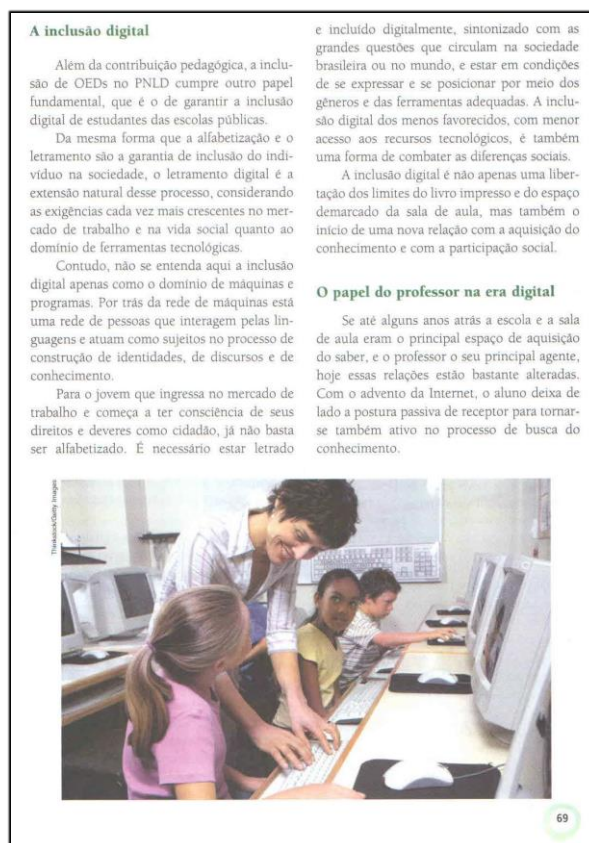 A inclusão digital
Além da contribuição pedagógica, a inclu-
são de OEDs no PNLD cumpre outro papel
fundamental, que é o de garantir a inclusão
digital de estudantes das escolas públicas.
Da mesma forma que a alfabetização e o
letramento são a garantia de inclusão do indi-
víduo na sociedade, o letramento digital é a
extensão natural desse processo, considerando
as exigências cada vez mais crescentes no mer-
cado de trabalho e na vida social quanto ao
domínio de ferramentas tecnológicas.
Contudo, não se entenda aqui a inclusão
digital apenas como o domínio de máquinas e
programas. Por trás da rede de máquinas está
uma rede de pessoas que interagem pelas lin-
guagens e atuam como sujeitos no processo de
construção de identidades, de discursos e de
conhecimento.
Para o jovem que ingressa no mercado de
trabalho e começa a ter consciência de seus
direitos e deveres como cidadão, já não basta
ser alfabetizado. É necessário estar letrado
e incluído digitalmente, sintonizado com as
grandes questões que circulam na sociedade
brasileira ou no mundo, e estar em condições
de se expressar e se posicionar por meio dos
gêneros e das ferramentas adequadas. A inclu-
são digital dos menos favorecidos, com menor
acesso aos recursos tecnológicos, é também
uma forma de combater as diferenças sociais.
A inclusão digital é não apenas uma liber-
tação dos limites do livro impresso e do espaço
demarcado da sala de aula, mas também o
início de uma nova relação com a aquisição do
conhecimento e com a participação social.
O papel do professor na era digital
Se até alguns anos atrás a escola e a sala
de aula eram o principal espaço de aquisição
do saber, e o professor o seu principal agente,
hoje essas relações estão bastante alteradas.
Com o advento da Internet, o aluno deixa de
lado a postura passiva de receptor para tornar-
se também ativo no processo de busca do
conhecimento.
Thinkstock/Getty Images
69